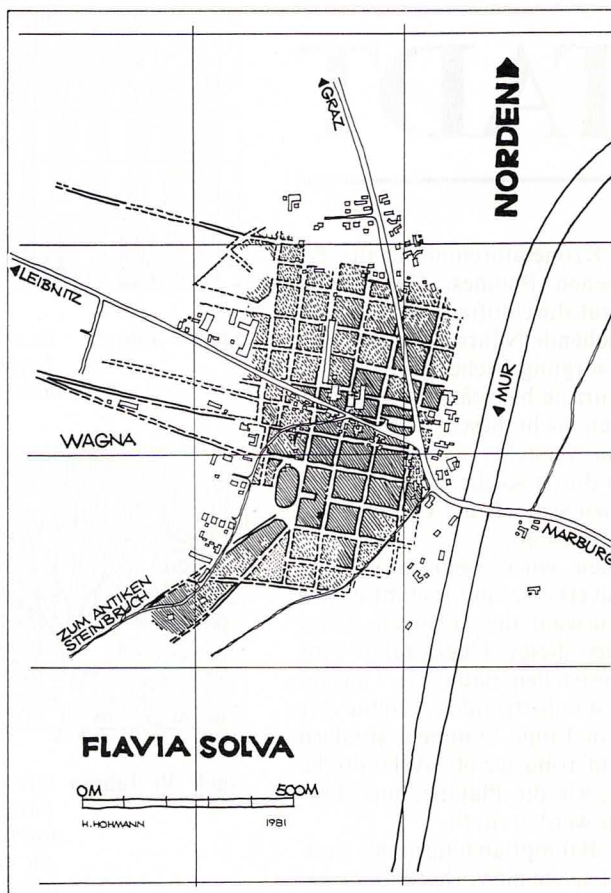 NORDEN
GRAZ
LEIBNITZ
MUR
WAGNA
MARBURG
ZUM ANTIKEN
STEINBRUCH
FLAVIA SOLVA
0M 500M
H. HOHMANN 1981